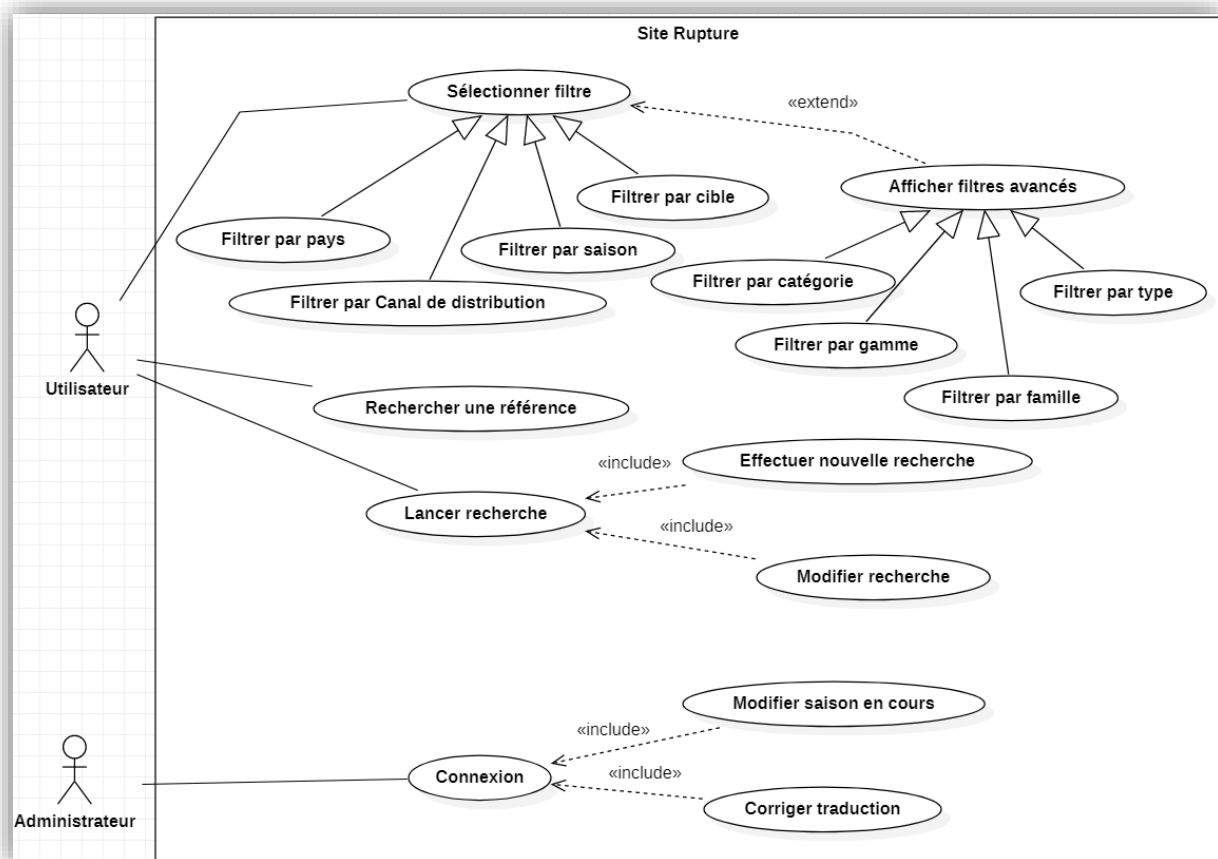 Site Rupture
Sélectionner filtre
«extend»
Afficher filtres avancés
Filtrer par cible
Filtrer par pays
Filtrer par saison
Filtrer par catégorie
Filtrer par type
Filtrer par Canal de distribution
Filtrer par gamme
Utilisateur
Filtrer par famille
Rechercher une référence
«include»
Effectuer nouvelle recherche
Lancer recherche
«include»
Modifier recherche
Modifier saison en cours
«include»
Connexion
«include»
Corriger traduction
Administrateur